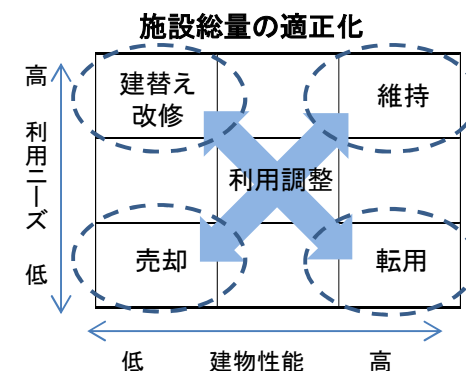 施設総量の適正化
高
利用ニーズ
低
建替え
改修
維持
利用調整
売却
転用
低 建物性能 高